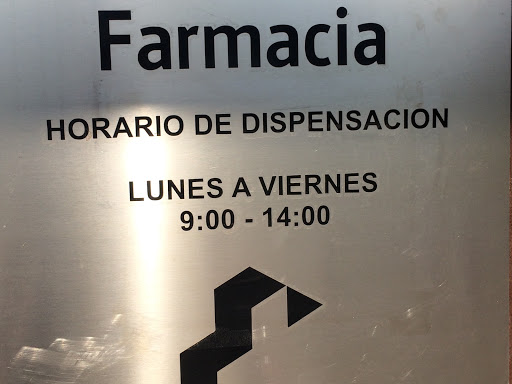 Farmacia
HORARIO DE DISPENSACION
LUNES A VIERNES
9:00 - 14:00